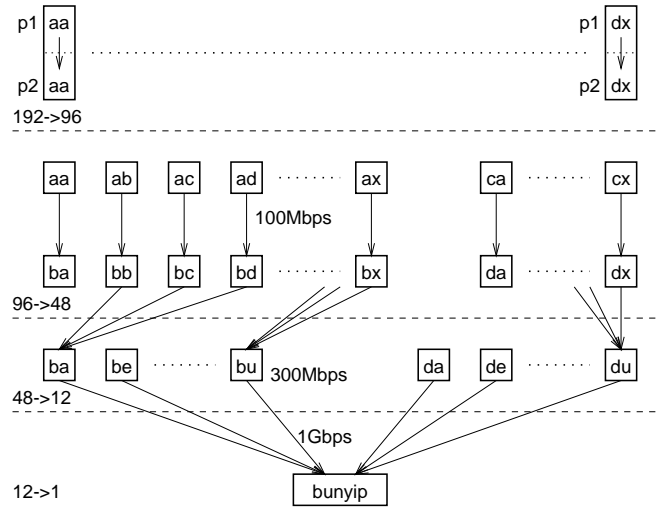 p1 aa p1 dx
p2 aa p2 dx
192->96
aa ab ac ad ax ca cx
100Mbps
ba bb bc bd bx da dx
96->48
ba be bu da de du
300Mbps
48->12
1Gbps
12->1 bunyip